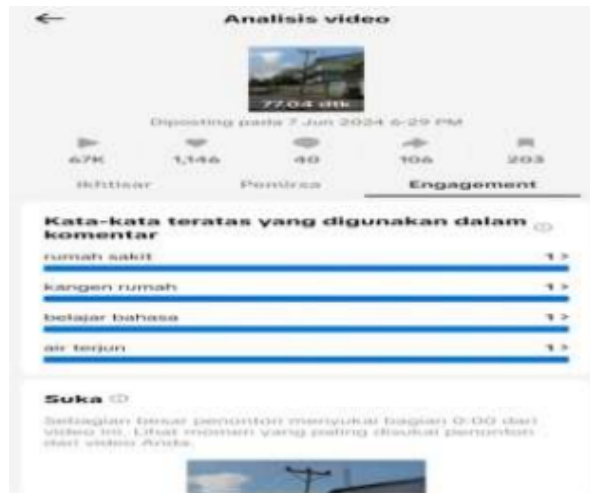 Analisis video
77.04 dtk
Diposting pada 7 Jun 2024 6:29 PM
67K 1,146 40 106 203
Ikhtisar Pemirsa Engagement
Kata-kata teratas yang digunakan dalam
komentar
rumah sakit 1 >
kangen rumah 1 >
belajar bahasa 1 >
air terjun 1 >
Suka
Sebagian besar penonton menyukai bagian 0:00 dari
video ini. Lihat momen yang paling disukai penonton
dari video Anda.